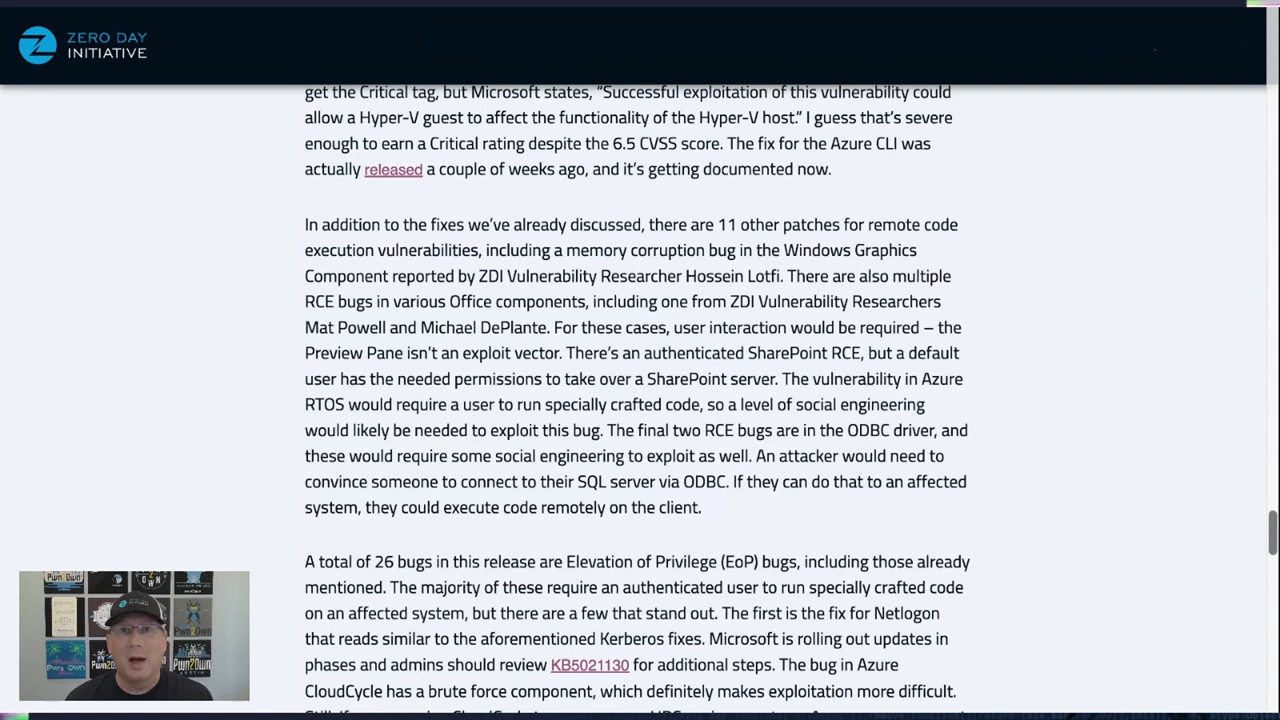 ZERO DAY
INITIATIVE
get the Critical tag, but Microsoft states, “Successful exploitation of this vulnerability could
allow a Hyper-V guest to affect the functionality of the Hyper-V host.” I guess that’s severe
enough to earn a Critical rating despite the 6.5 CVSS score. The fix for the Azure CLI was
actually released a couple of weeks ago, and it’s getting documented now.
In addition to the fixes we’ve already discussed, there are 11 other patches for remote code
execution vulnerabilities, including a memory corruption bug in the Windows Graphics
Component reported by ZDI Vulnerability Researcher Hossein Lotfi. There are also multiple
RCE bugs in various Office components, including one from ZDI Vulnerability Researchers
Mat Powell and Michael DePlante. For these cases, user interaction would be required – the
Preview Pane isn’t an exploit vector. There’s an authenticated SharePoint RCE, but a default
user has the needed permissions to take over a SharePoint server. The vulnerability in Azure
RTOS would require a user to run specially crafted code, so a level of social engineering
would likely be needed to exploit this bug. The final two RCE bugs are in the ODBC driver, and
these would require some social engineering to exploit as well. An attacker would need to
convince someone to connect to their SQL server via ODBC. If they can do that to an affected
system, they could execute code remotely on the client.
A total of 26 bugs in this release are Elevation of Privilege (EoP) bugs, including those already
mentioned. The majority of these require an authenticated user to run specially crafted code
on an affected system, but there are a few that stand out. The first is the fix for Netlogon
that reads similar to the aforementioned Kerberos fixes. Microsoft is rolling out updates in
phases and admins should review KB5021130 for additional steps. The bug in Azure
CloudCycle has a brute force component, which definitely makes exploitation more difficult.